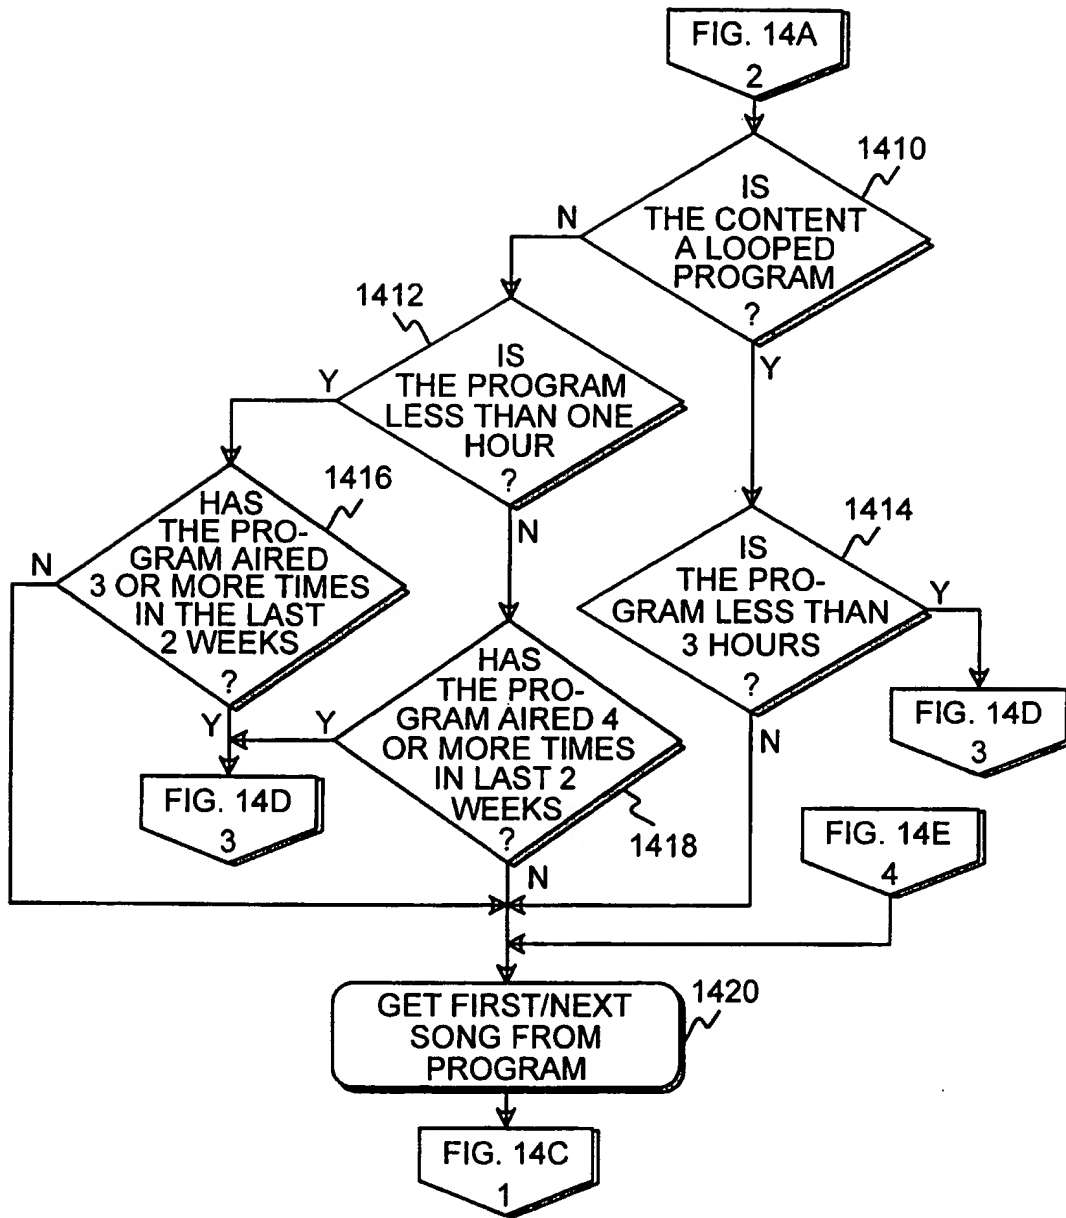 FIG. 14A
2
1410
IS
THE CONTENT
A LOOPED
PROGRAM
?
N
Y
1412
IS
THE PROGRAM
LESS THAN ONE
HOUR
?
Y
N
1416
HAS
THE PRO-
GRAM AIRED
3 OR MORE TIMES
IN THE LAST
2 WEEKS
?
N
Y
1414
IS
THE PRO-
GRAM LESS THAN
3 HOURS
?
Y
N
FIG. 14D
3
HAS
THE PRO-
GRAM AIRED 4
OR MORE TIMES
IN LAST 2
WEEKS
?
Y
N
1418
FIG. 14D
3
FIG. 14E
4
GET FIRST/NEXT
SONG FROM
PROGRAM
1420
FIG. 14C
1